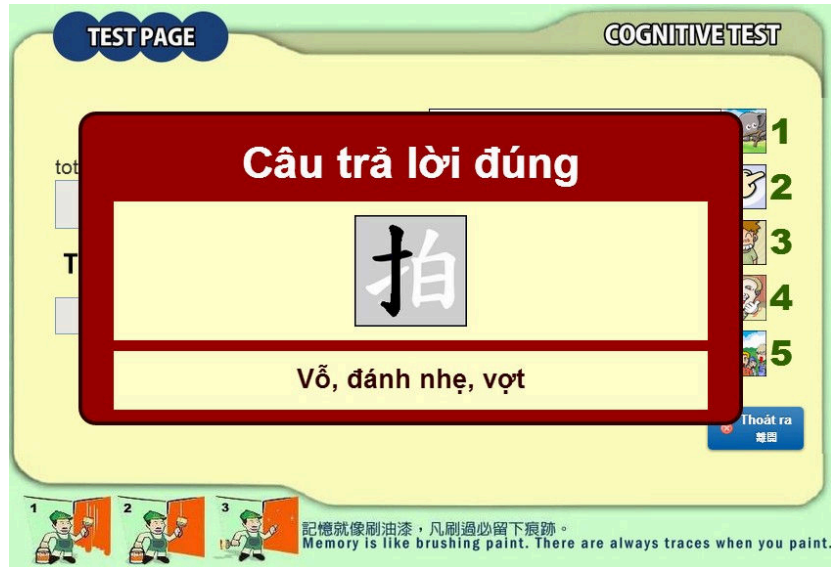 TEST PAGE
COGNITIVE TEST
Câu trả lời đúng
拍
Vỗ, đánh nhẹ, vợt
tot
T
1
2
3
4
5
Thoát ra
離開
1
2
3
記憶就像刷油漆，凡刷過必留下痕跡。
Memory is like brushing paint. There are always traces when you paint.